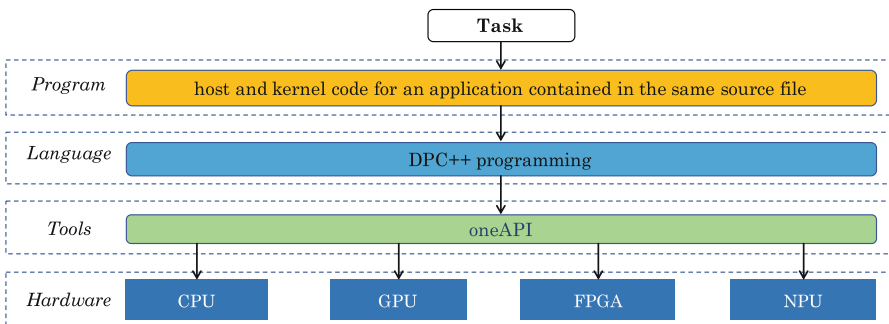 Task
Program
host and kernel code for an application contained in the same source file
Language
DPC++ programming
Tools
oneAPI
Hardware
CPU
GPU
FPGA
NPU